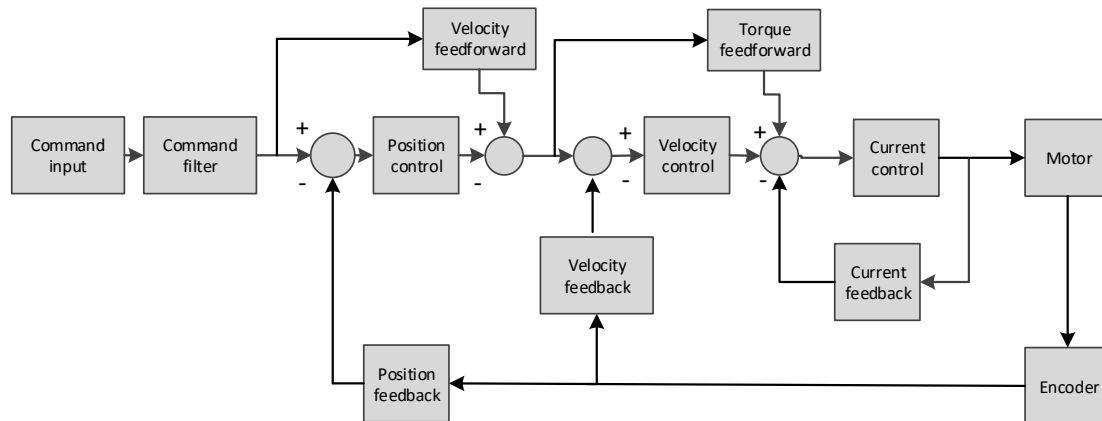 Velocity
feedforward
Torque
feedforward
+
+
+
+
Command
input
Command
filter
Position
control
Velocity
control
Current
control
Motor
-
-
-
-
Velocity
feedback
Current
feedback
Position
feedback
Encoder